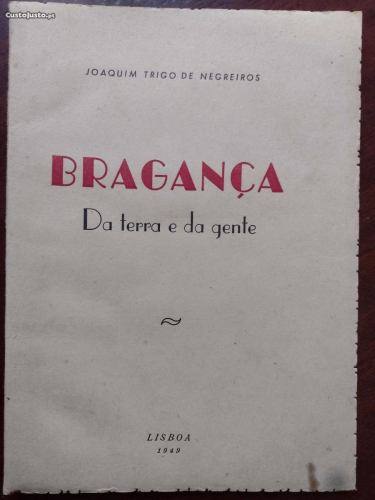 CustoJusto.pt
JOAQUIM TRIGO DE NEGREIROS
BRAGANÇA
Da terra e da gente
LISBOA
1949